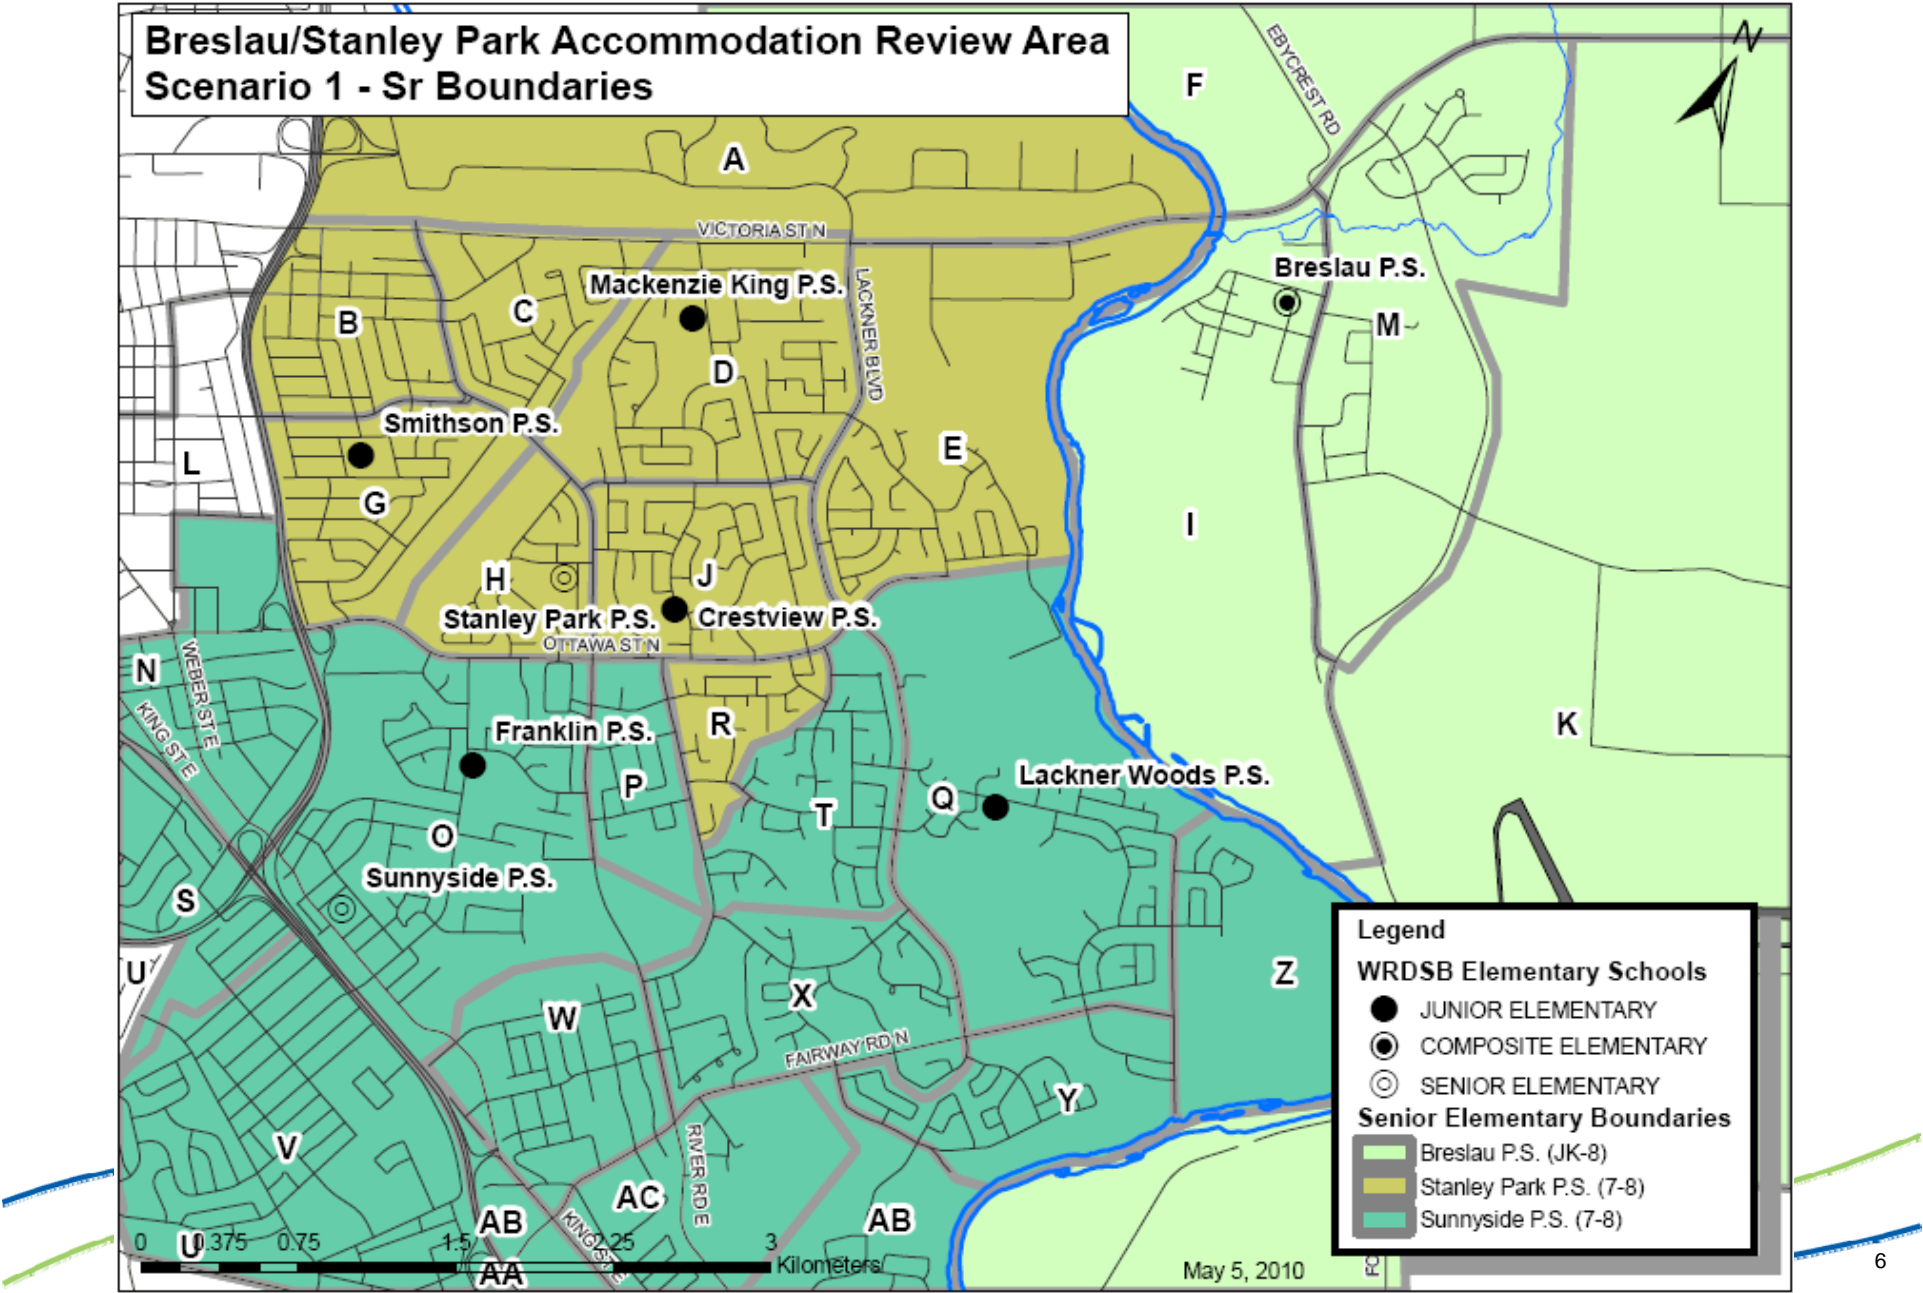 Breslau/Stanley Park Accommodation Review Area
Scenario 1 - Sr Boundaries
N
F
EBYCREST RD
A
VICTORIA ST N
Mackenzie King P.S.
LACKNER BLVD
Breslau P.S.
B
C
M
D
Smithson P.S.
E
L
G
I
H
J
Stanley Park P.S.
Crestview P.S.
OTTAWA ST N
N
WEBER ST E
KING ST E
R
K
Franklin P.S.
P
Lackner Woods P.S.
Q
T
O
Sunnyside P.S.
S
U
Z
X
W
FAIRWAY RD N
Y
V
RIVER RD E
AC
AB
AB
KING ST E
U
AA
0 0.375 0.75 1.5 2.25 3
Kilometers
May 5, 2010
FO
Legend
WRDSB Elementary Schools
JUNIOR ELEMENTARY
COMPOSITE ELEMENTARY
SENIOR ELEMENTARY
Senior Elementary Boundaries
Breslau P.S. (JK-8)
Stanley Park P.S. (7-8)
Sunnyside P.S. (7-8)
6